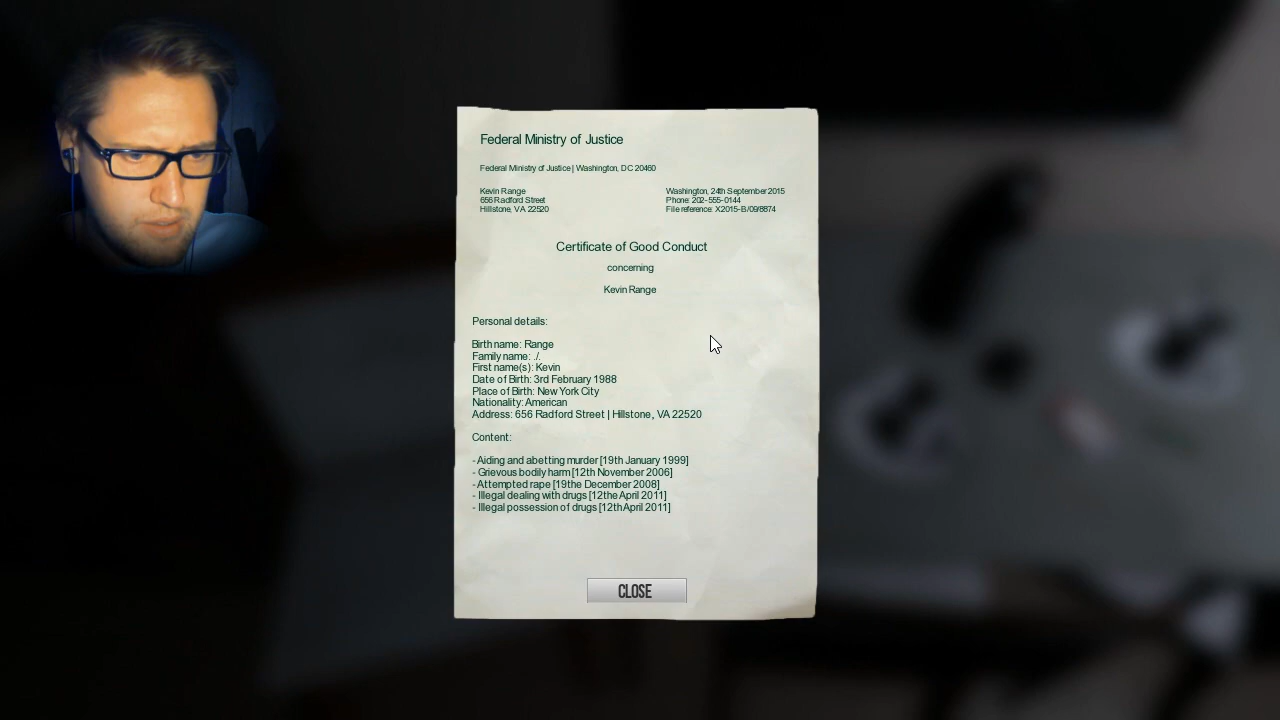 Federal Ministry of Justice
Federal Ministry of Justice | Washington, DC 20460
Kevin Range
656 Radford Street
Hillstone, VA 22520
Washington, 24th September 2015
Phone: 202-555-0144
File reference: X2015-B/09/8874
Certificate of Good Conduct
concerning
Kevin Range
Personal details:
Birth name: Range
Family name: ./.
First name(s): Kevin
Date of Birth: 3rd February 1988
Place of Birth: New York City
Nationality: American
Address: 656 Radford Street | Hillstone, VA 22520
Content:
- Aiding and abetting murder [19th January 1999]
- Grievous bodily harm [12th November 2006]
- Attempted rape [19the December 2008]
- Illegal dealing with drugs [12the April 2011]
- Illegal possession of drugs [12th April 2011]
CLOSE